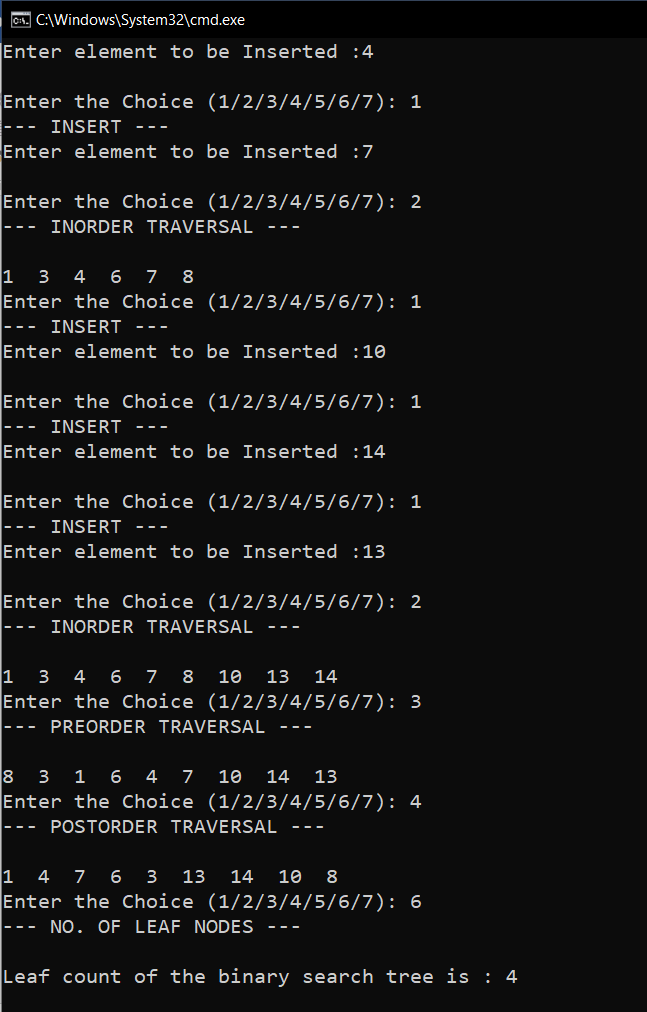 C:\Windows\System32\cmd.exe
Enter element to be Inserted :4
Enter the Choice (1/2/3/4/5/6/7): 1
--- INSERT ---
Enter element to be Inserted :7
Enter the Choice (1/2/3/4/5/6/7): 2
--- INORDER TRAVERSAL ---
1  3  4  6  7  8
Enter the Choice (1/2/3/4/5/6/7): 1
--- INSERT ---
Enter element to be Inserted :10
Enter the Choice (1/2/3/4/5/6/7): 1
--- INSERT ---
Enter element to be Inserted :14
Enter the Choice (1/2/3/4/5/6/7): 1
--- INSERT ---
Enter element to be Inserted :13
Enter the Choice (1/2/3/4/5/6/7): 2
--- INORDER TRAVERSAL ---
1  3  4  6  7  8  10  13  14
Enter the Choice (1/2/3/4/5/6/7): 3
--- PREORDER TRAVERSAL ---
8  3  1  6  4  7  10  14  13
Enter the Choice (1/2/3/4/5/6/7): 4
--- POSTORDER TRAVERSAL ---
1  4  7  6  3  13  14  10  8
Enter the Choice (1/2/3/4/5/6/7): 6
--- NO. OF LEAF NODES ---
Leaf count of the binary search tree is : 4